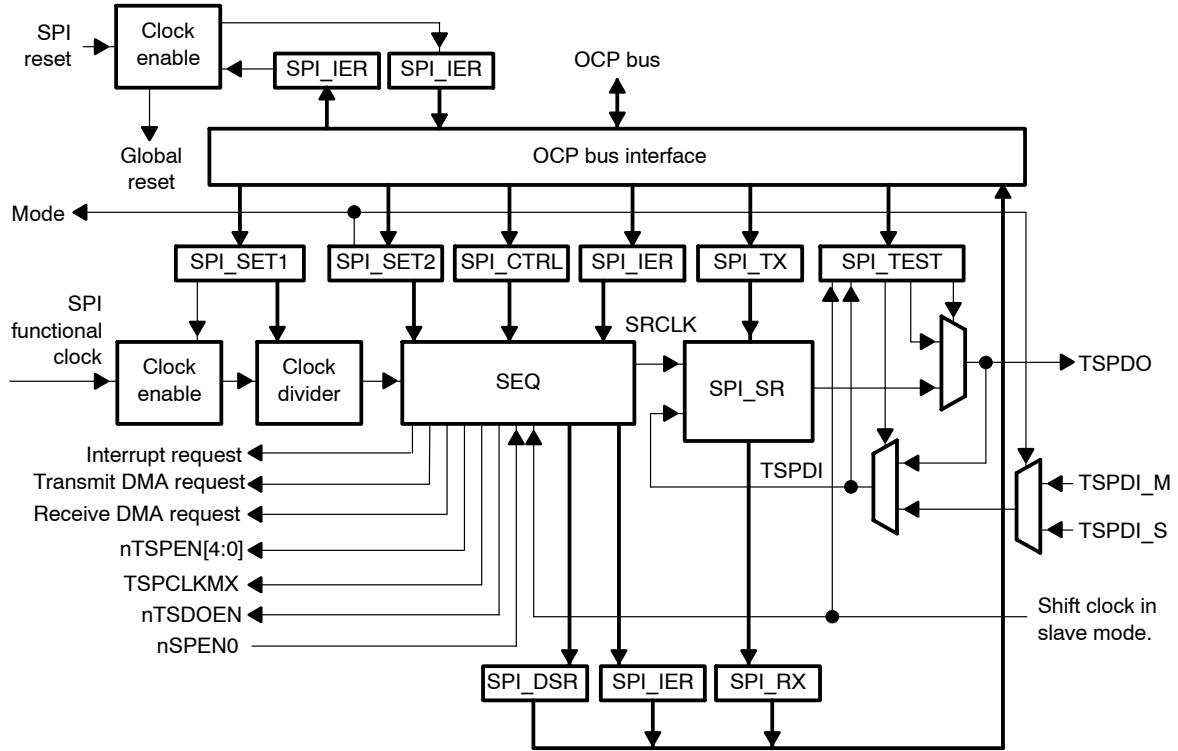 SPI
reset
Clock
enable
SPI_IER
SPI_IER
OCP bus
Global
reset
OCP bus interface
Mode
SPI_SET1
SPI_SET2
SPI_CTRL
SPI_IER
SPI_TX
SPI_TEST
SPI
functional
clock
Clock
enable
Clock
divider
SEQ
SRCLK
SPI_SR
TSPDO
Interrupt request
Transmit DMA request
Receive DMA request
nTSPEN[4:0]
TSPCLKMX
nTSDOEN
nSPEN0
TSPDI
TSPDI_M
TSPDI_S
Shift clock in
slave mode.
SPI_DSR
SPI_IER
SPI_RX